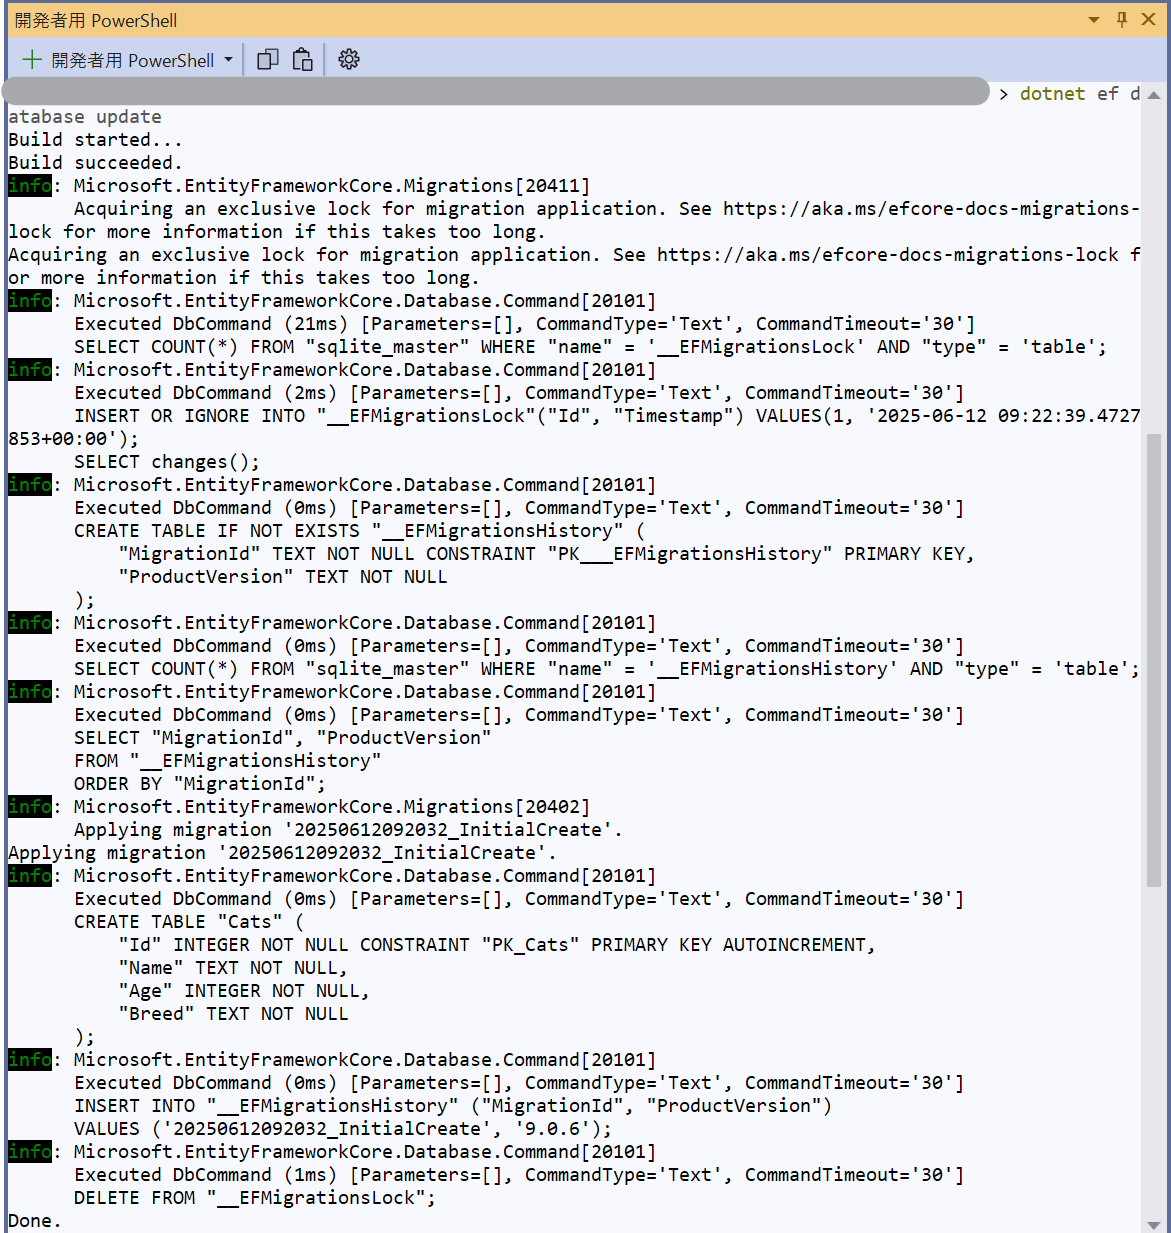 開発者用 PowerShell
開発者用 PowerShell
> dotnet ef d
atabase update
Build started...
Build succeeded.
info: Microsoft.EntityFrameworkCore.Migrations[20411]
      Acquiring an exclusive lock for migration application. See https://aka.ms/efcore-docs-migrations-
lock for more information if this takes too long.
Acquiring an exclusive lock for migration application. See https://aka.ms/efcore-docs-migrations-lock f
or more information if this takes too long.
info: Microsoft.EntityFrameworkCore.Database.Command[20101]
      Executed DbCommand (21ms) [Parameters=[], CommandType='Text', CommandTimeout='30']
      SELECT COUNT(*) FROM "sqlite_master" WHERE "name" = '__EFMigrationsLock' AND "type" = 'table';
info: Microsoft.EntityFrameworkCore.Database.Command[20101]
      Executed DbCommand (2ms) [Parameters=[], CommandType='Text', CommandTimeout='30']
      INSERT OR IGNORE INTO "__EFMigrationsLock"("Id", "Timestamp") VALUES(1, '2025-06-12 09:22:39.4727
853+00:00');
      SELECT changes();
info: Microsoft.EntityFrameworkCore.Database.Command[20101]
      Executed DbCommand (0ms) [Parameters=[], CommandType='Text', CommandTimeout='30']
      CREATE TABLE IF NOT EXISTS "__EFMigrationsHistory" (
          "MigrationId" TEXT NOT NULL CONSTRAINT "PK___EFMigrationsHistory" PRIMARY KEY,
          "ProductVersion" TEXT NOT NULL
      );
info: Microsoft.EntityFrameworkCore.Database.Command[20101]
      Executed DbCommand (0ms) [Parameters=[], CommandType='Text', CommandTimeout='30']
      SELECT COUNT(*) FROM "sqlite_master" WHERE "name" = '__EFMigrationsHistory' AND "type" = 'table';
info: Microsoft.EntityFrameworkCore.Database.Command[20101]
      Executed DbCommand (0ms) [Parameters=[], CommandType='Text', CommandTimeout='30']
      SELECT "MigrationId", "ProductVersion"
      FROM "__EFMigrationsHistory"
      ORDER BY "MigrationId";
info: Microsoft.EntityFrameworkCore.Migrations[20402]
      Applying migration '20250612092032_InitialCreate'.
Applying migration '20250612092032_InitialCreate'.
info: Microsoft.EntityFrameworkCore.Database.Command[20101]
      Executed DbCommand (0ms) [Parameters=[], CommandType='Text', CommandTimeout='30']
      CREATE TABLE "Cats" (
          "Id" INTEGER NOT NULL CONSTRAINT "PK_Cats" PRIMARY KEY AUTOINCREMENT,
          "Name" TEXT NOT NULL,
          "Age" INTEGER NOT NULL,
          "Breed" TEXT NOT NULL
      );
info: Microsoft.EntityFrameworkCore.Database.Command[20101]
      Executed DbCommand (0ms) [Parameters=[], CommandType='Text', CommandTimeout='30']
      INSERT INTO "__EFMigrationsHistory" ("MigrationId", "ProductVersion")
      VALUES ('20250612092032_InitialCreate', '9.0.6');
info: Microsoft.EntityFrameworkCore.Database.Command[20101]
      Executed DbCommand (1ms) [Parameters=[], CommandType='Text', CommandTimeout='30']
      DELETE FROM "__EFMigrationsLock";
Done.